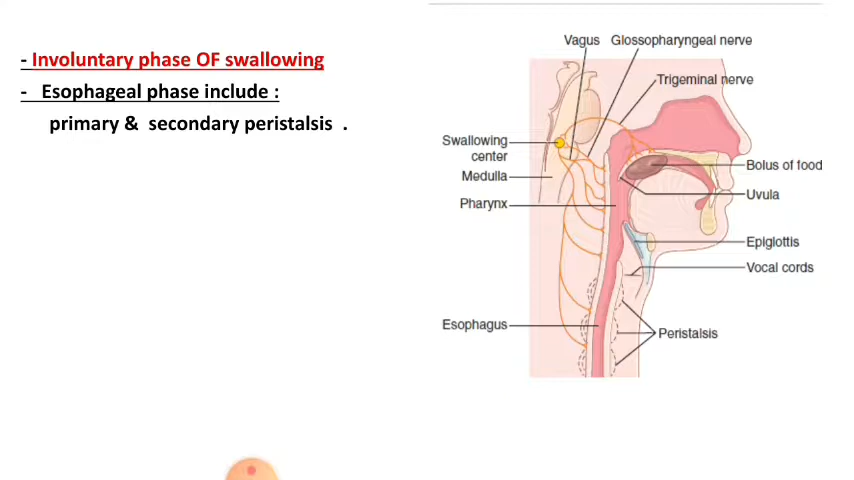 - Involuntary phase OF swallowing
- Esophageal phase include :
primary & secondary peristalsis .
Vagus
Glossopharyngeal nerve
Trigeminal nerve
Swallowing
center
Medulla
Pharynx
Bolus of food
Uvula
Epiglottis
Vocal cords
Esophagus
Peristalsis